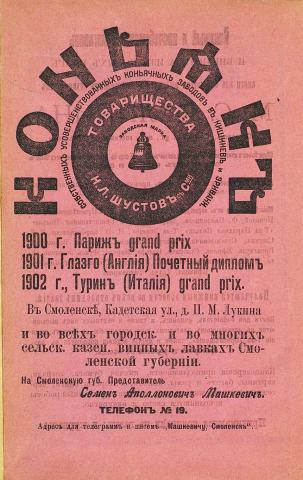 КОНЬЯКЪ
СОБСТВЕННЫХЪ УСОВЕРШЕНСТВОВАННЫХЪ КОНЬЯЧНЫХЪ ЗАВОДОВЪ ВЪ КИШИНЕВѢ И ЭРИВАНИ.
ТОВАРИЩЕСТВА
ЗАВОДСКАЯ МАРКА
Н.Л. ШУСТОВЪ съ С-ми
1900 г. Парижъ grand prix
1901 г. Глазго (Англія) Почетный дипломъ
1902 г., Туринъ (Италія) grand prix.
Въ Смоленскѣ, Кадетская ул., д. П. М. Лукина
и во всѣхъ городск. и во многихъ
сельск. казен. винныхъ лавкахъ Смо-
ленской губерніи.
На Смоленскую губ. Представитель
Семенъ Аполлоновичъ Машкевичъ.
ТЕЛЕФОНЪ № 19.
Адресъ для телеграмъ и писемъ „Машкевичу, Смоленскъ“.